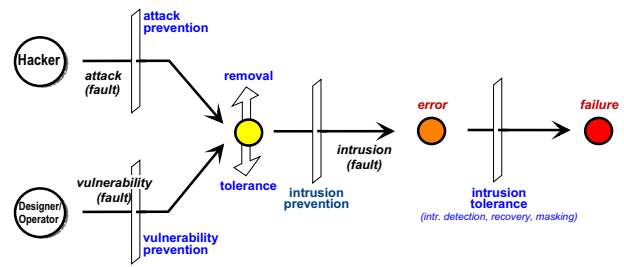 attack
prevention
Hacker
attack
(fault)
removal
error
failure
intrusion
(fault)
vulnerability
(fault)
tolerance
intrusion
prevention
intrusion
tolerance
(intr. detection, recovery, masking)
Designer/
Operator
vulnerability
prevention